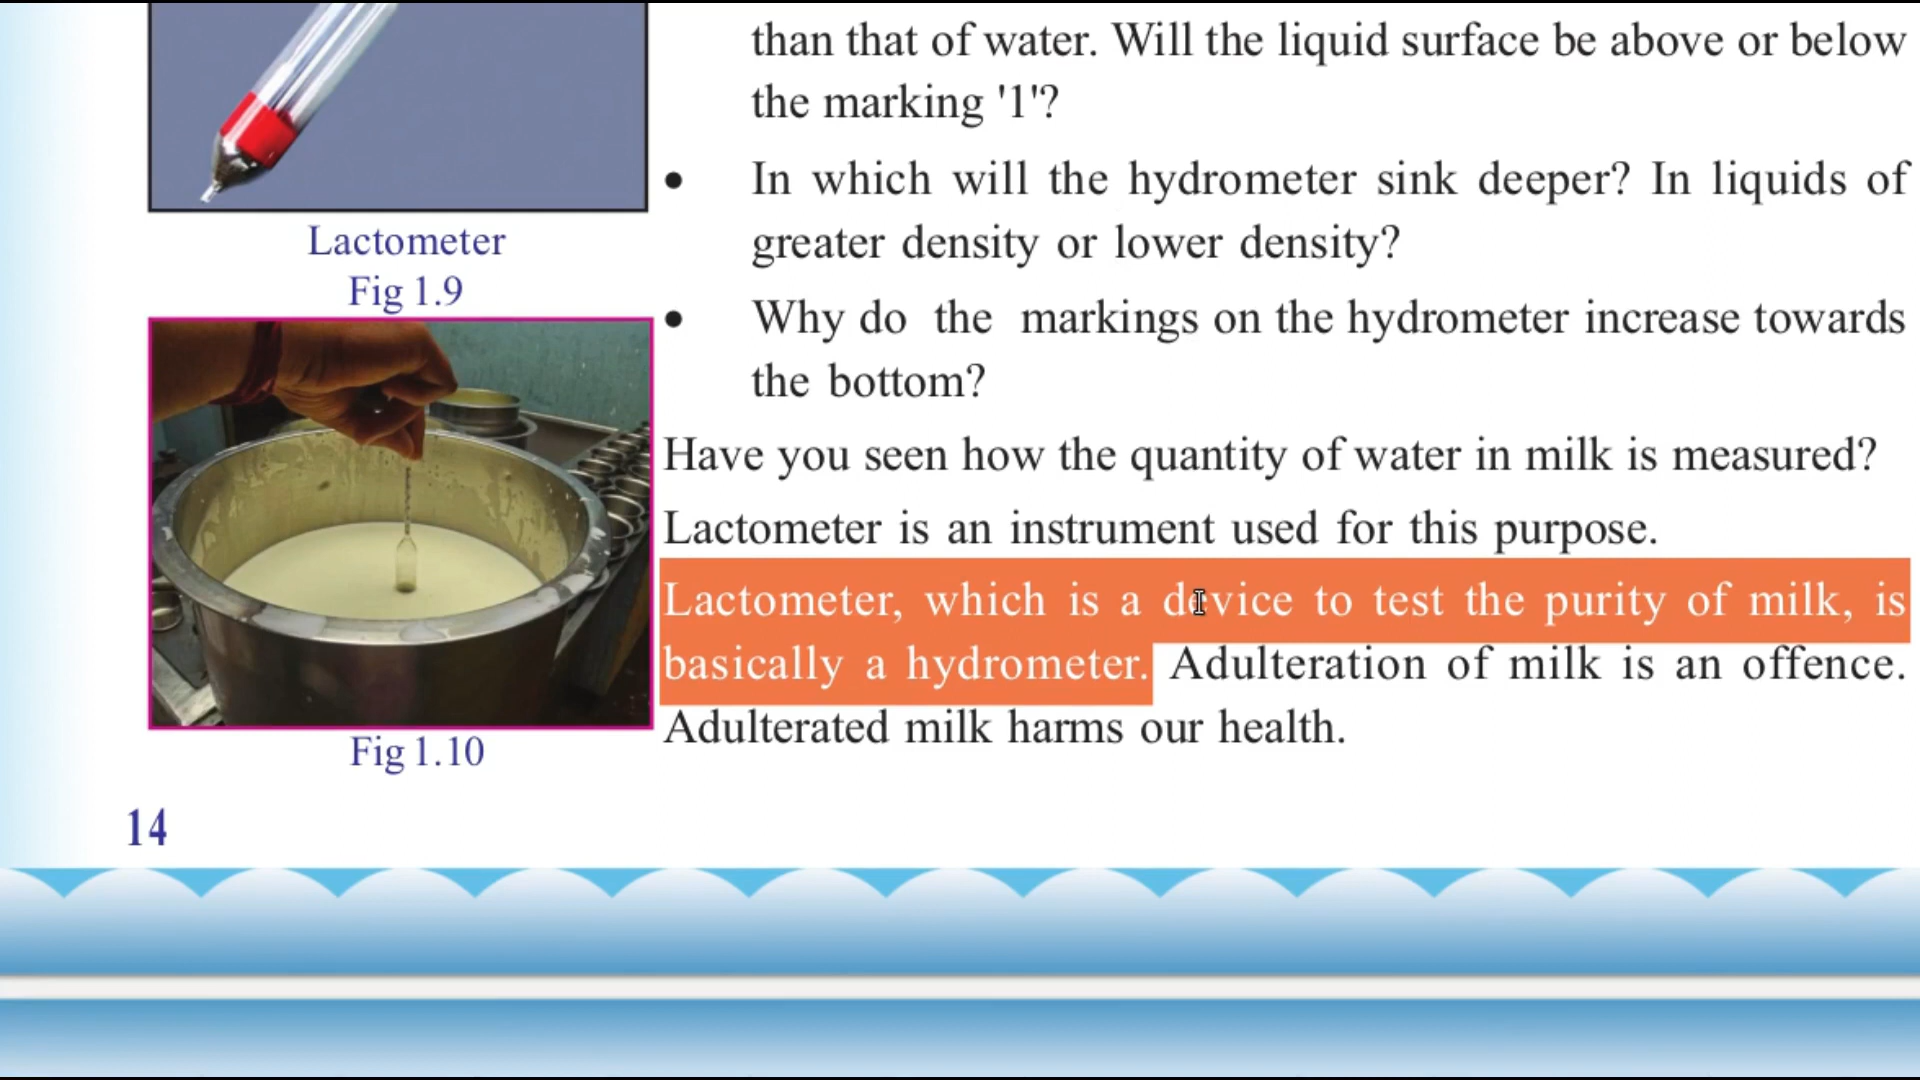 than that of water. Will the liquid surface be above or below
the marking '1'?
• In which will the hydrometer sink deeper? In liquids of
greater density or lower density?
• Why do the markings on the hydrometer increase towards
the bottom?
Have you seen how the quantity of water in milk is measured?
Lactometer is an instrument used for this purpose.
Lactometer, which is a device to test the purity of milk, is
basically a hydrometer. Adulteration of milk is an offence.
Adulterated milk harms our health.
Lactometer
Fig 1.9
Fig 1.10
14